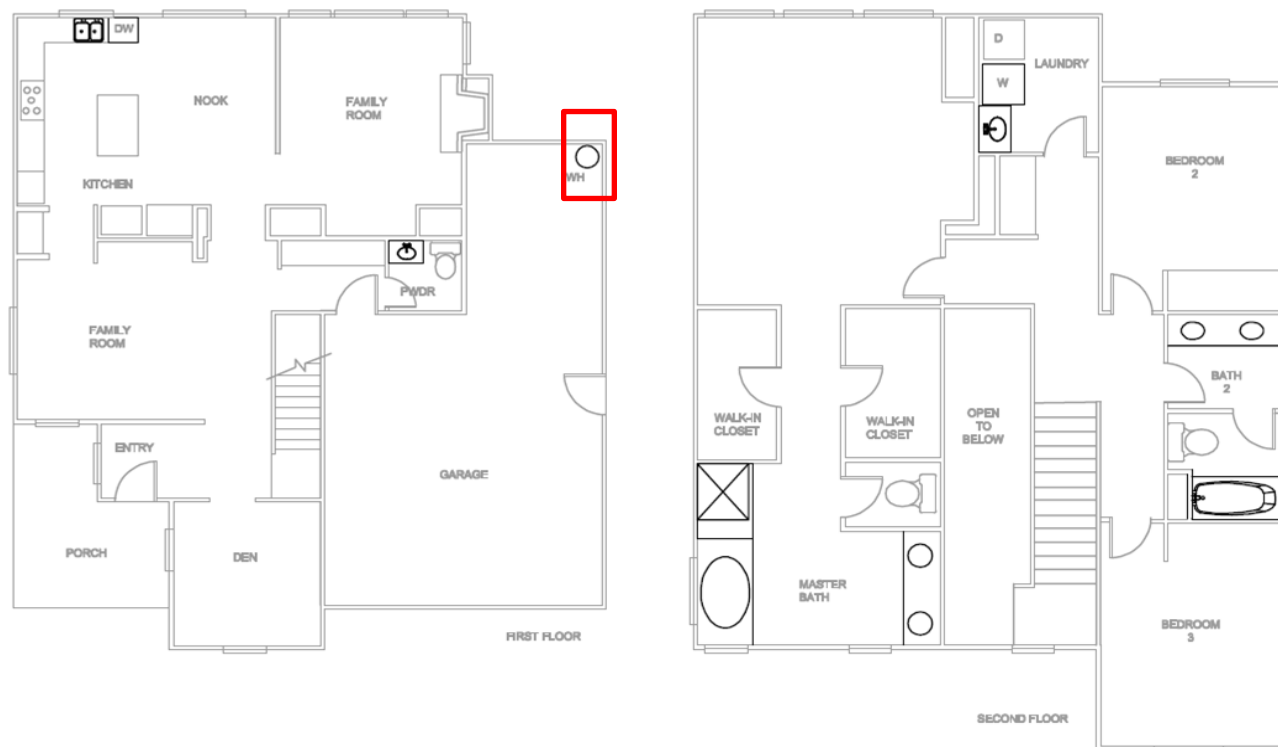 DW
NOOK
FAMILY
ROOM
KITCHEN
WH
PWDR
FAMILY
ROOM
ENTRY
GARAGE
PORCH
DEN
FIRST FLOOR
D
LAUNDRY
W
BEDROOM
2
BATH
2
WALK-IN
CLOSET
WALK-IN
CLOSET
OPEN
TO
BELOW
MASTER
BATH
BEDROOM
3
SECOND FLOOR